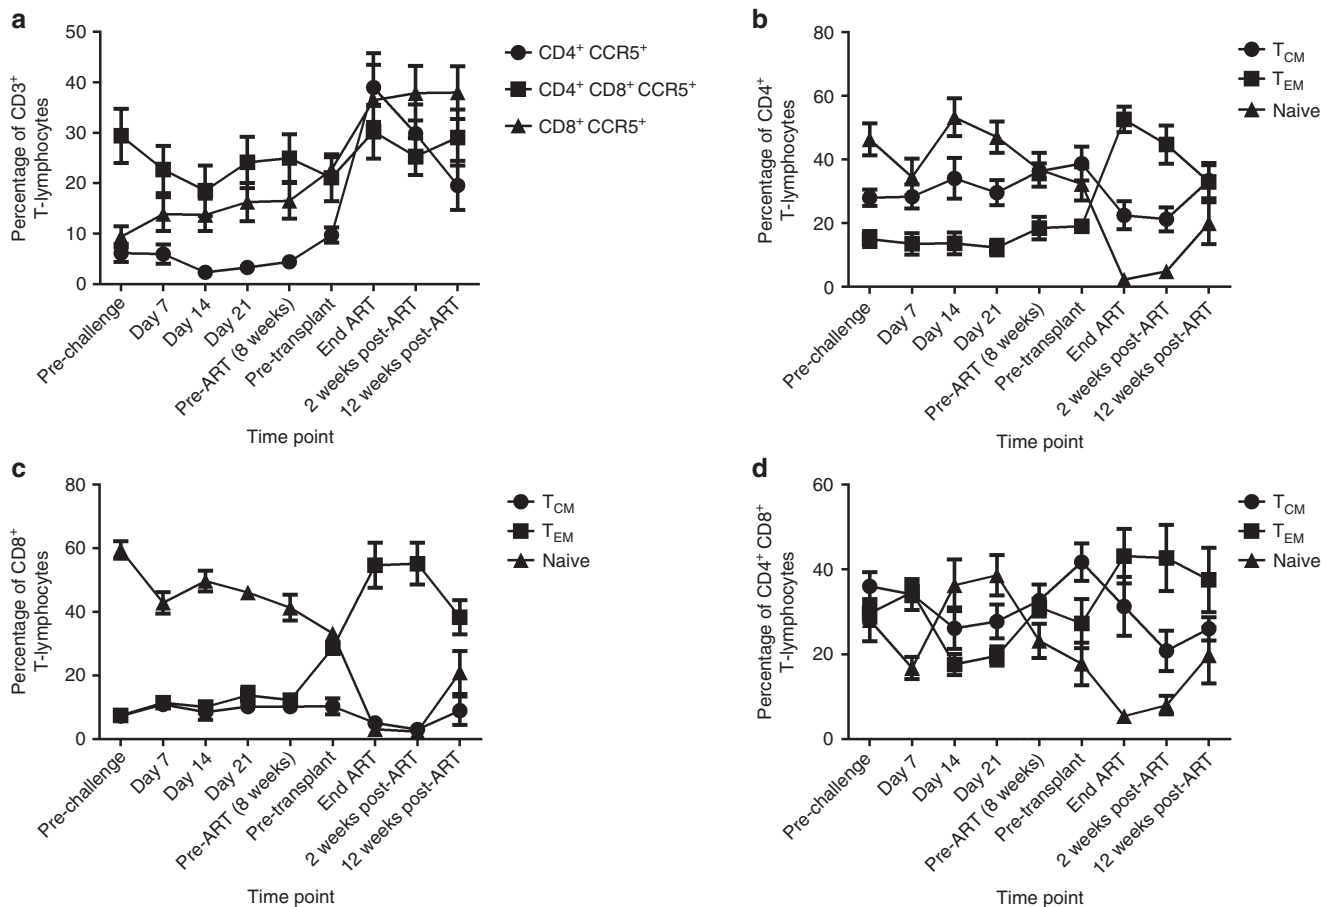 a
Percentage of CD3⁺
T-lymphocytes
50
40
30
20
10
0
Pre-challenge
Day 7
Day 14
Day 21
Pre-ART (8 weeks)
Pre-transplant
End ART
2 weeks post-ART
12 weeks post-ART
Time point
CD4⁺ CCR5⁺
CD4⁺ CD8⁺ CCR5⁺
CD8⁺ CCR5⁺
b
Percentage of CD4⁺
T-lymphocytes
80
60
40
20
0
Pre-challenge
Day 7
Day 14
Day 21
Pre-ART (8 weeks)
Pre-transplant
End ART
2 weeks post-ART
12 weeks post-ART
Time point
T_CM
T_EM
Naive
c
Percentage of CD8⁺
T-lymphocytes
80
60
40
20
0
Pre-challenge
Day 7
Day 14
Day 21
Pre-ART (8 weeks)
Pre-transplant
End ART
2 weeks post-ART
12 weeks post-ART
Time point
T_CM
T_EM
Naive
d
Percentage of CD4⁺ CD8⁺
T-lymphocytes
60
40
20
0
Pre-challenge
Day 7
Day 14
Day 21
Pre-ART (8 weeks)
Pre-transplant
End ART
2 weeks post-ART
12 weeks post-ART
Time point
T_CM
T_EM
Naive